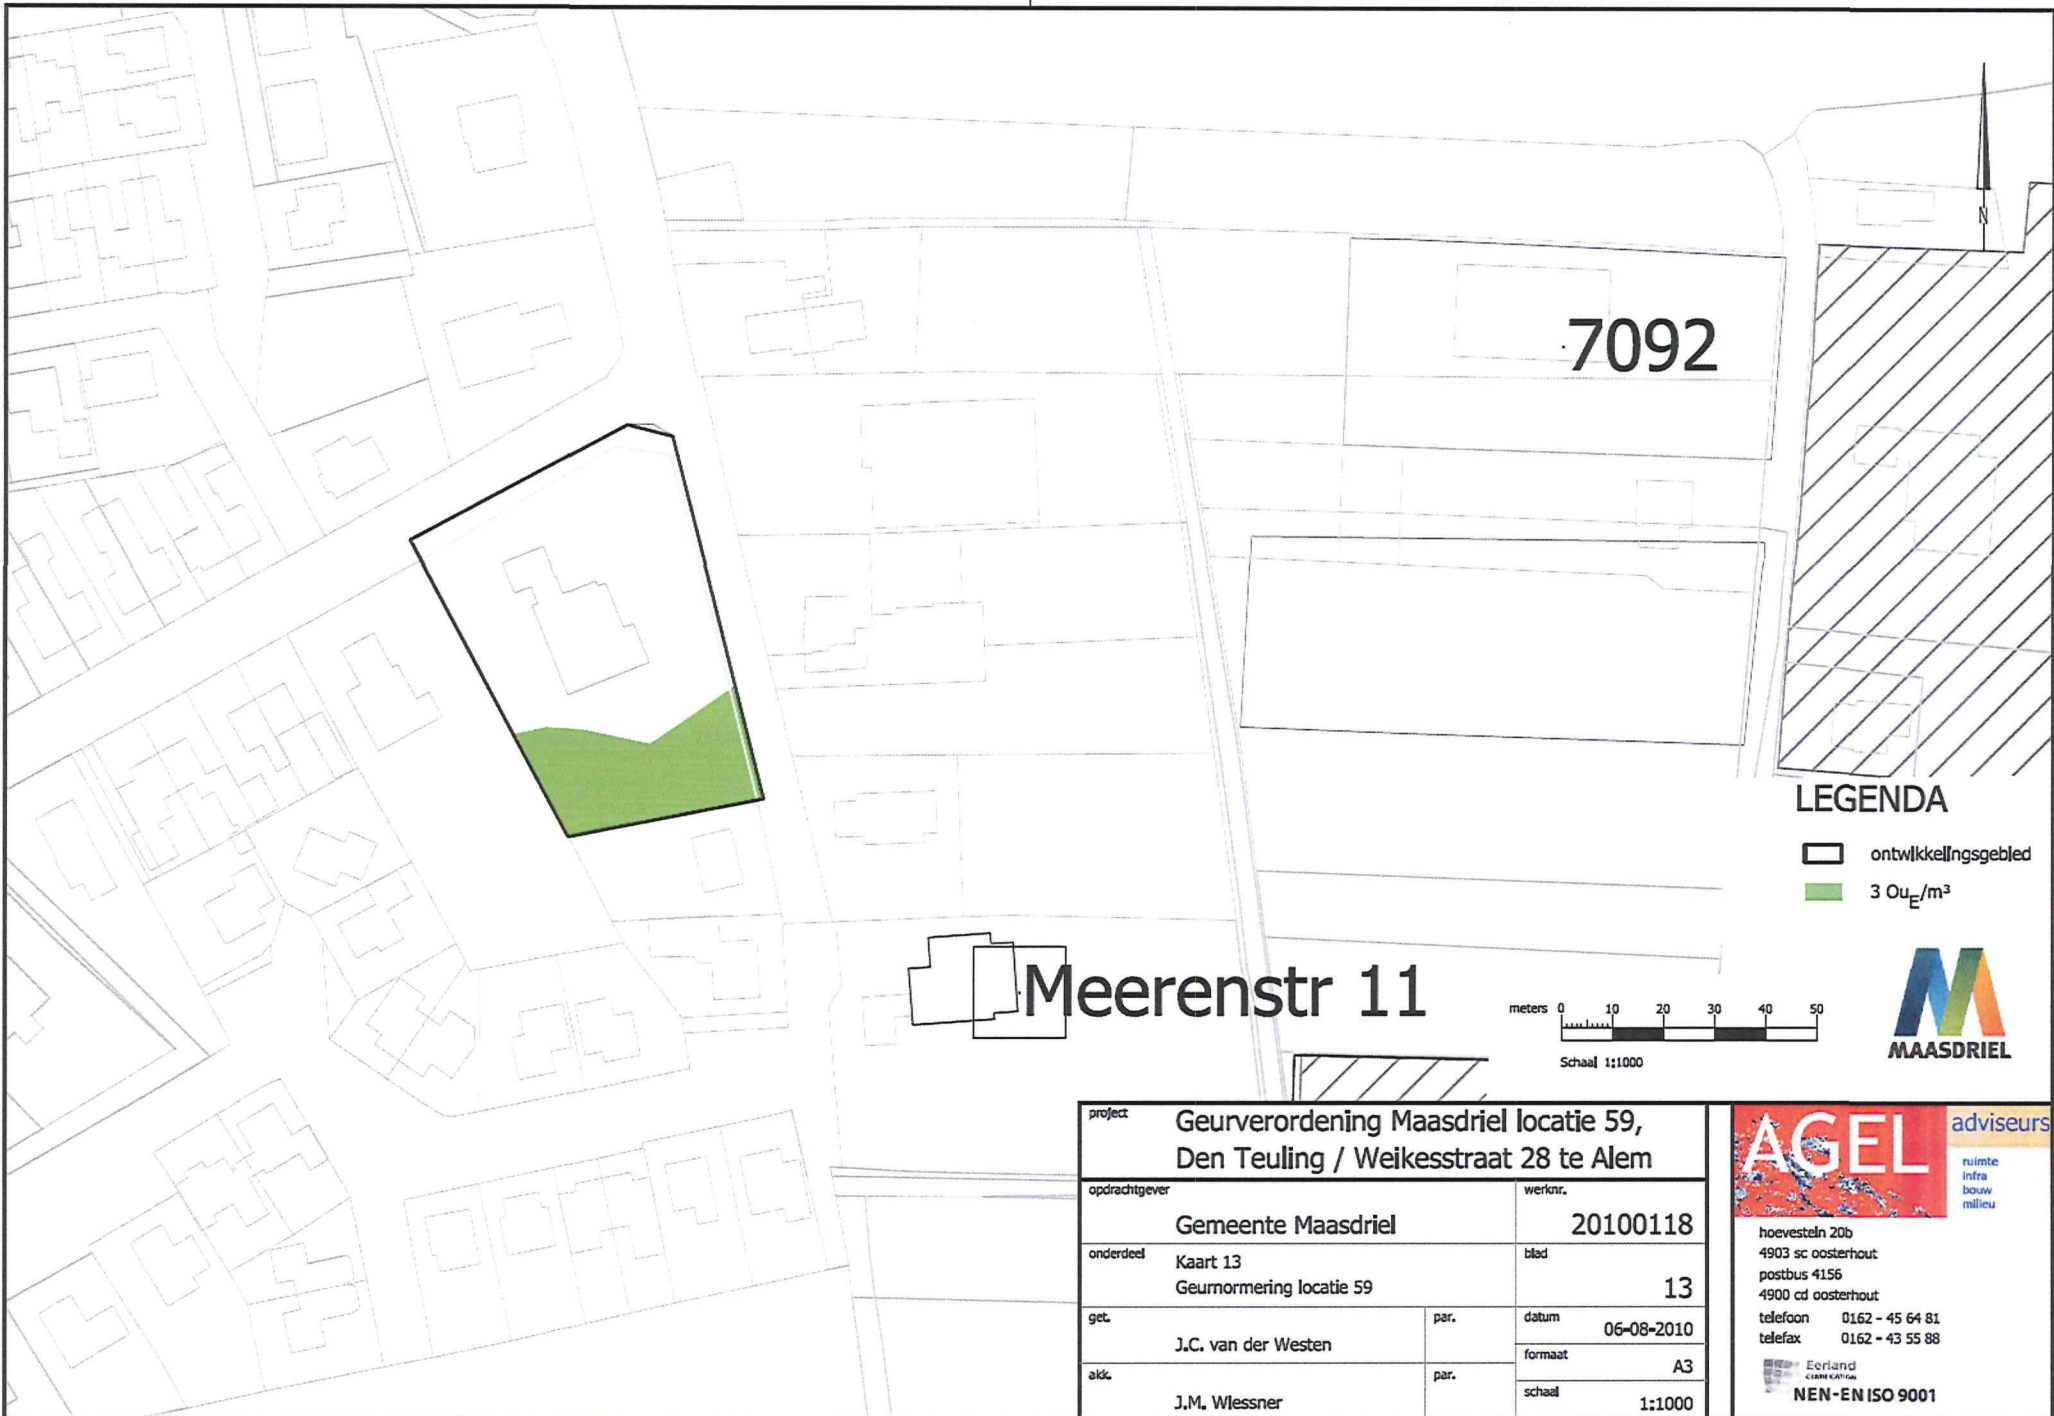 N
7092
LEGENDA
ontwikkelingsgebied
3 OuE/m³
Meerenstr 11
meters 0 10 20 30 40 50
Schaal 1:1000
MAASDRIEL
project Geurverordening Maasdriel locatie 59,
Den Teuling / Weikesstraat 28 te Alem
opdrachtgever
Gemeente Maasdriel
werknr.
20100118
onderdeel Kaart 13
Geurnormering locatie 59
blad
13
get.
J.C. van der Westen
par.
datum
06-08-2010
formaat
A3
akk.
J.M. Wiessner
par.
schaal
1:1000
AGEL adviseurs
ruimte
infra
bouw
milieu
hoevestein 20b
4903 sc oosterhout
postbus 4156
4900 cd oosterhout
telefoon 0162 - 45 64 81
telefax 0162 - 43 55 88
Eerland
CERTIFICATION
NEN-EN ISO 9001